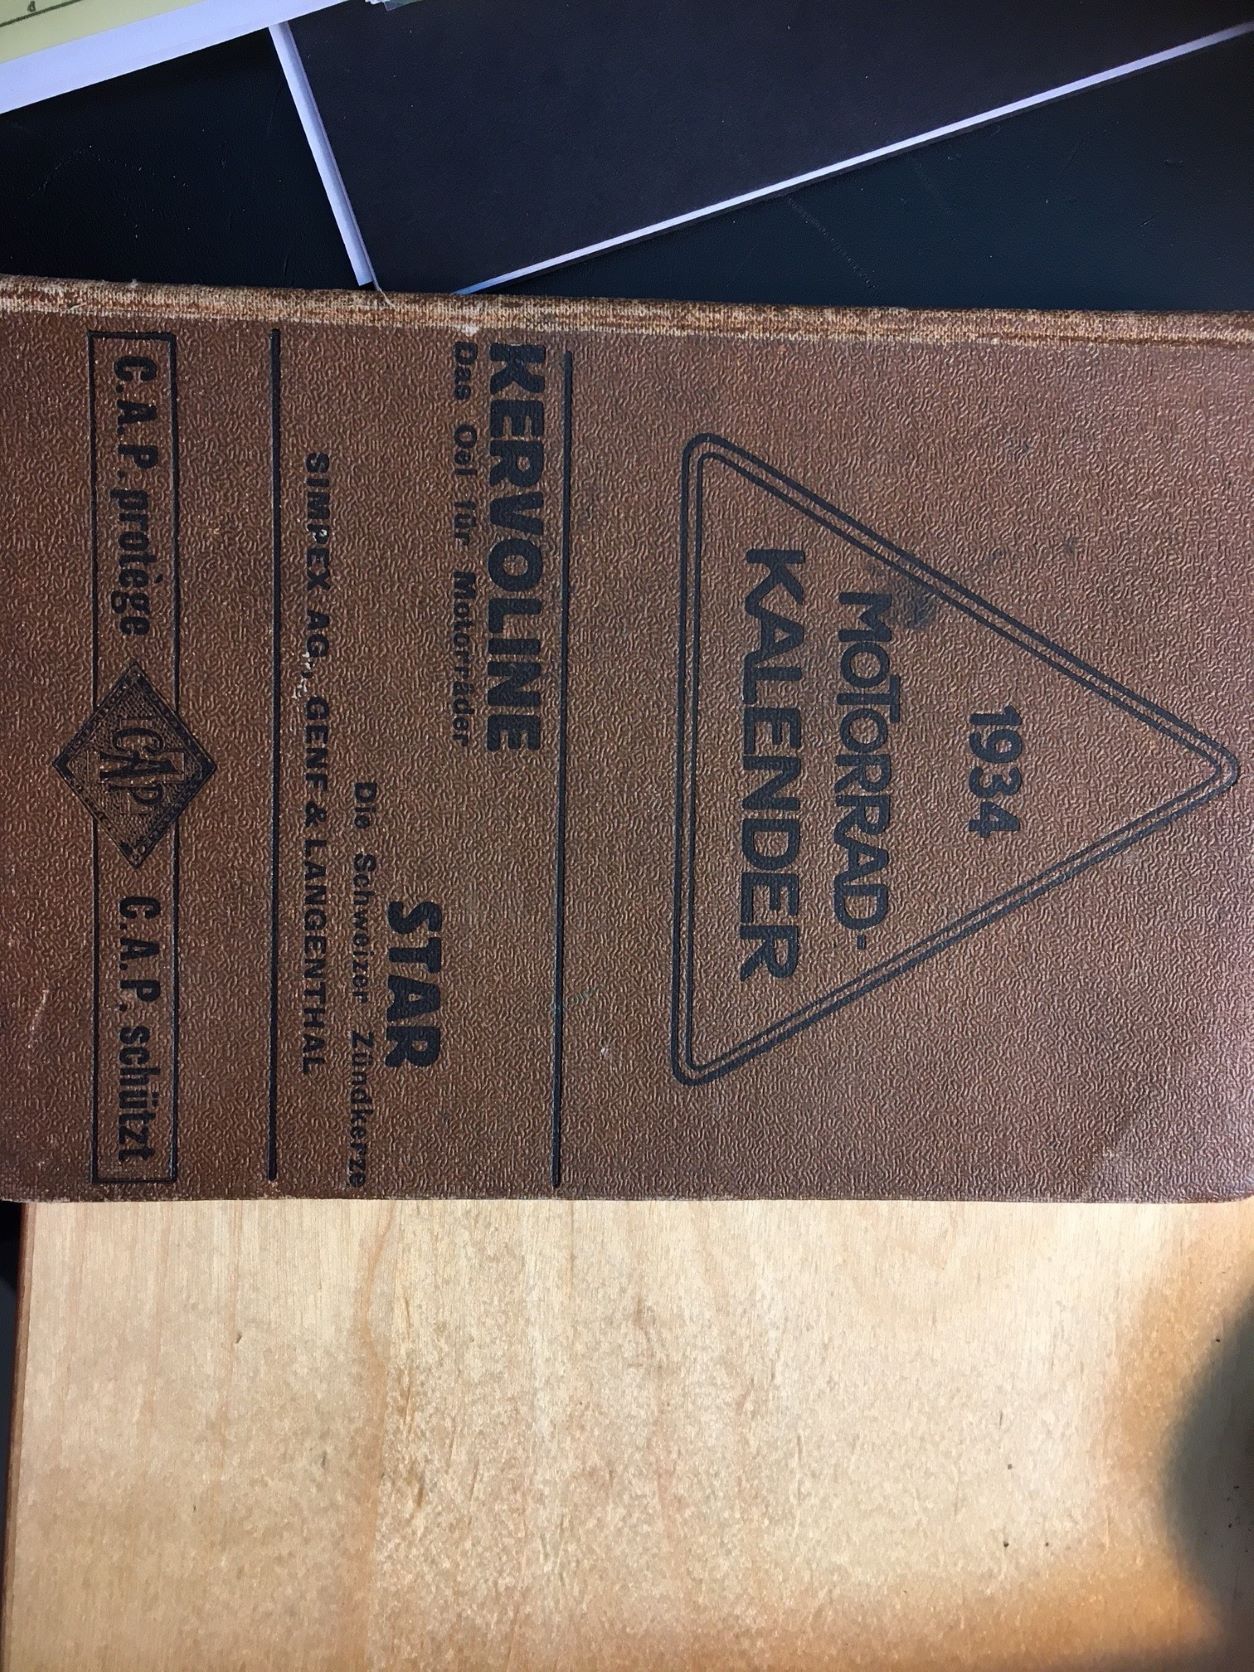 1934
MOTORRAD-
KALENDER
KERVOLINE
Das Oel für Motorräder
STAR
Die Schweizer Zündkerze
SIMPEX AG., GENF & LANGENTHAL
C.A.P. protège CAP C.A.P. schützt